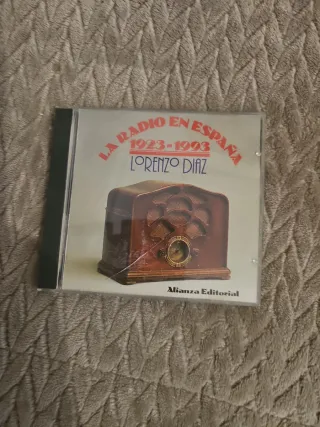 LA RADIO EN ESPAÑA
1923-1993
LORENZO DIAZ
Alianza Editorial